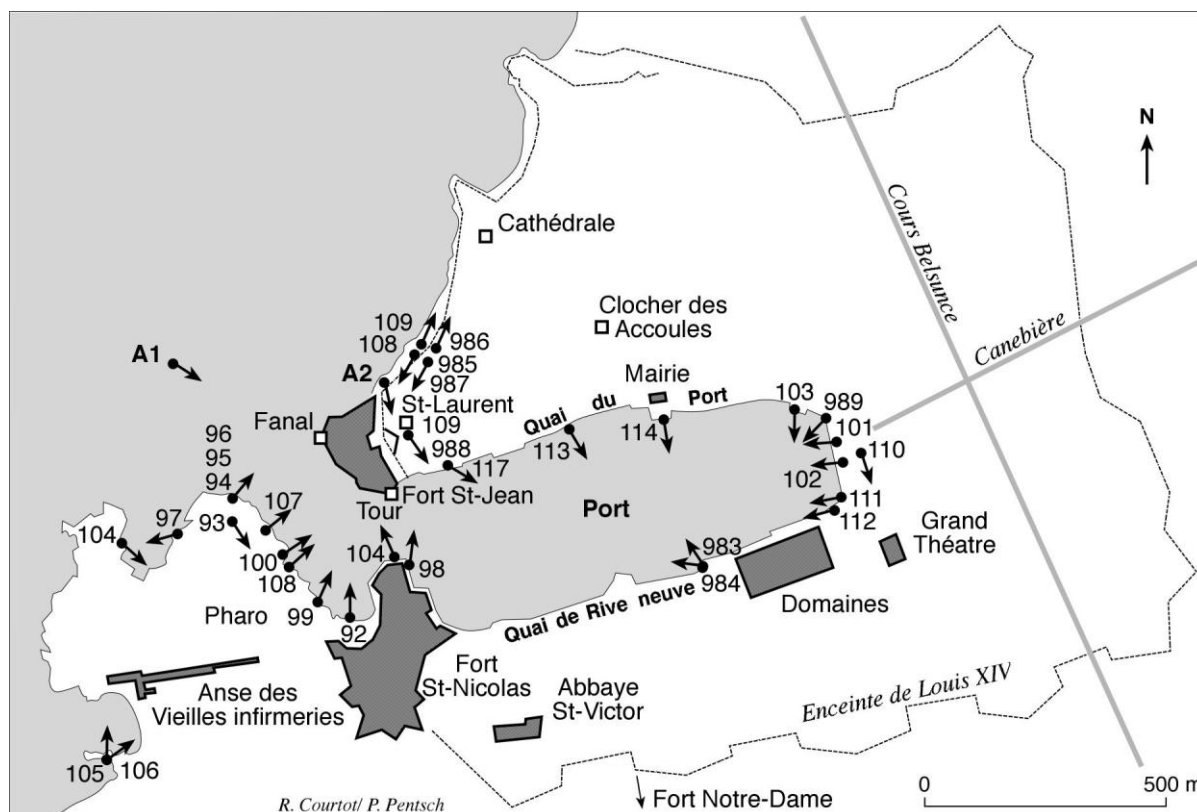 N
Cathédrale
Cours Belsunce
Clocher des
Accoules
Canebière
A1
109
108
986
985
987
A2
Mairie
St-Laurent
Quai du Port
103
989
101
110
102
111
112
Fanal
109
988
113
114
117
96
95
94
93
107
97
104
100
108
99
92
Tour
Fort St-Jean
Port
104
98
983
984
Grand
Théatre
Domaines
Quai de Rive neuve
Pharo
Fort
St-Nicolas
Anse des
Vieilles infirmeries
Abbaye
St-Victor
Enceinte de Louis XIV
105
106
R. Courtot/ P. Pentsch
Fort Notre-Dame
0
500 m